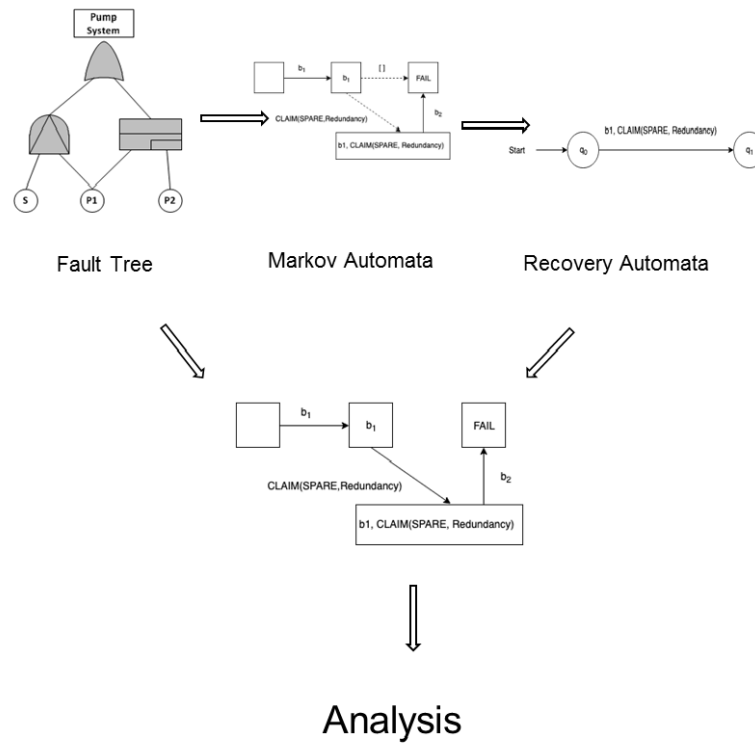 Pump
System
S
P1
P2
Fault Tree
b1
b1
[ ]
FAIL
CLAIM(SPARE,Redundancy)
b2
b1, CLAIM(SPARE, Redundancy)
Markov Automata
Start
q0
b1, CLAIM(SPARE, Redundancy)
q1
Recovery Automata
b1
b1
FAIL
CLAIM(SPARE,Redundancy)
b2
b1, CLAIM(SPARE, Redundancy)
Analysis